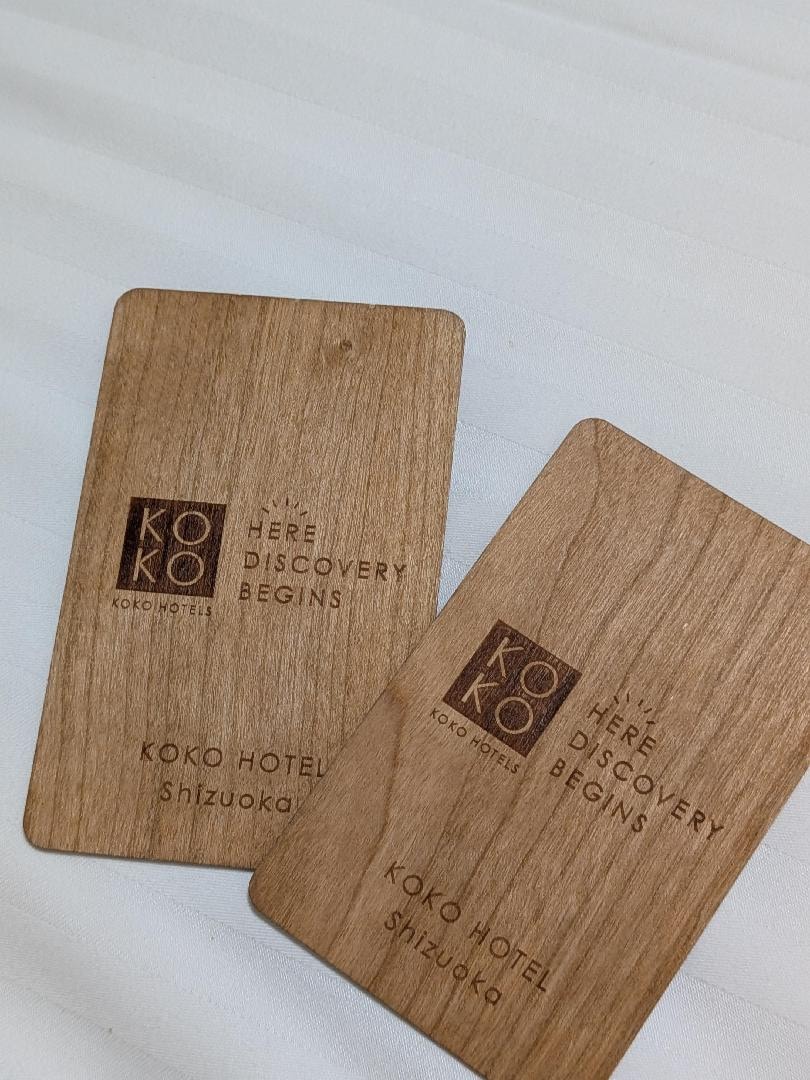 KO
KO
KOKO HOTELS
HERE
DISCOVERY
BEGINS
KOKO HOTEL
Shizuoka
KO
KO
KOKO HOTELS
HERE
DISCOVERY
BEGINS
KOKO HOTEL
Shizuoka